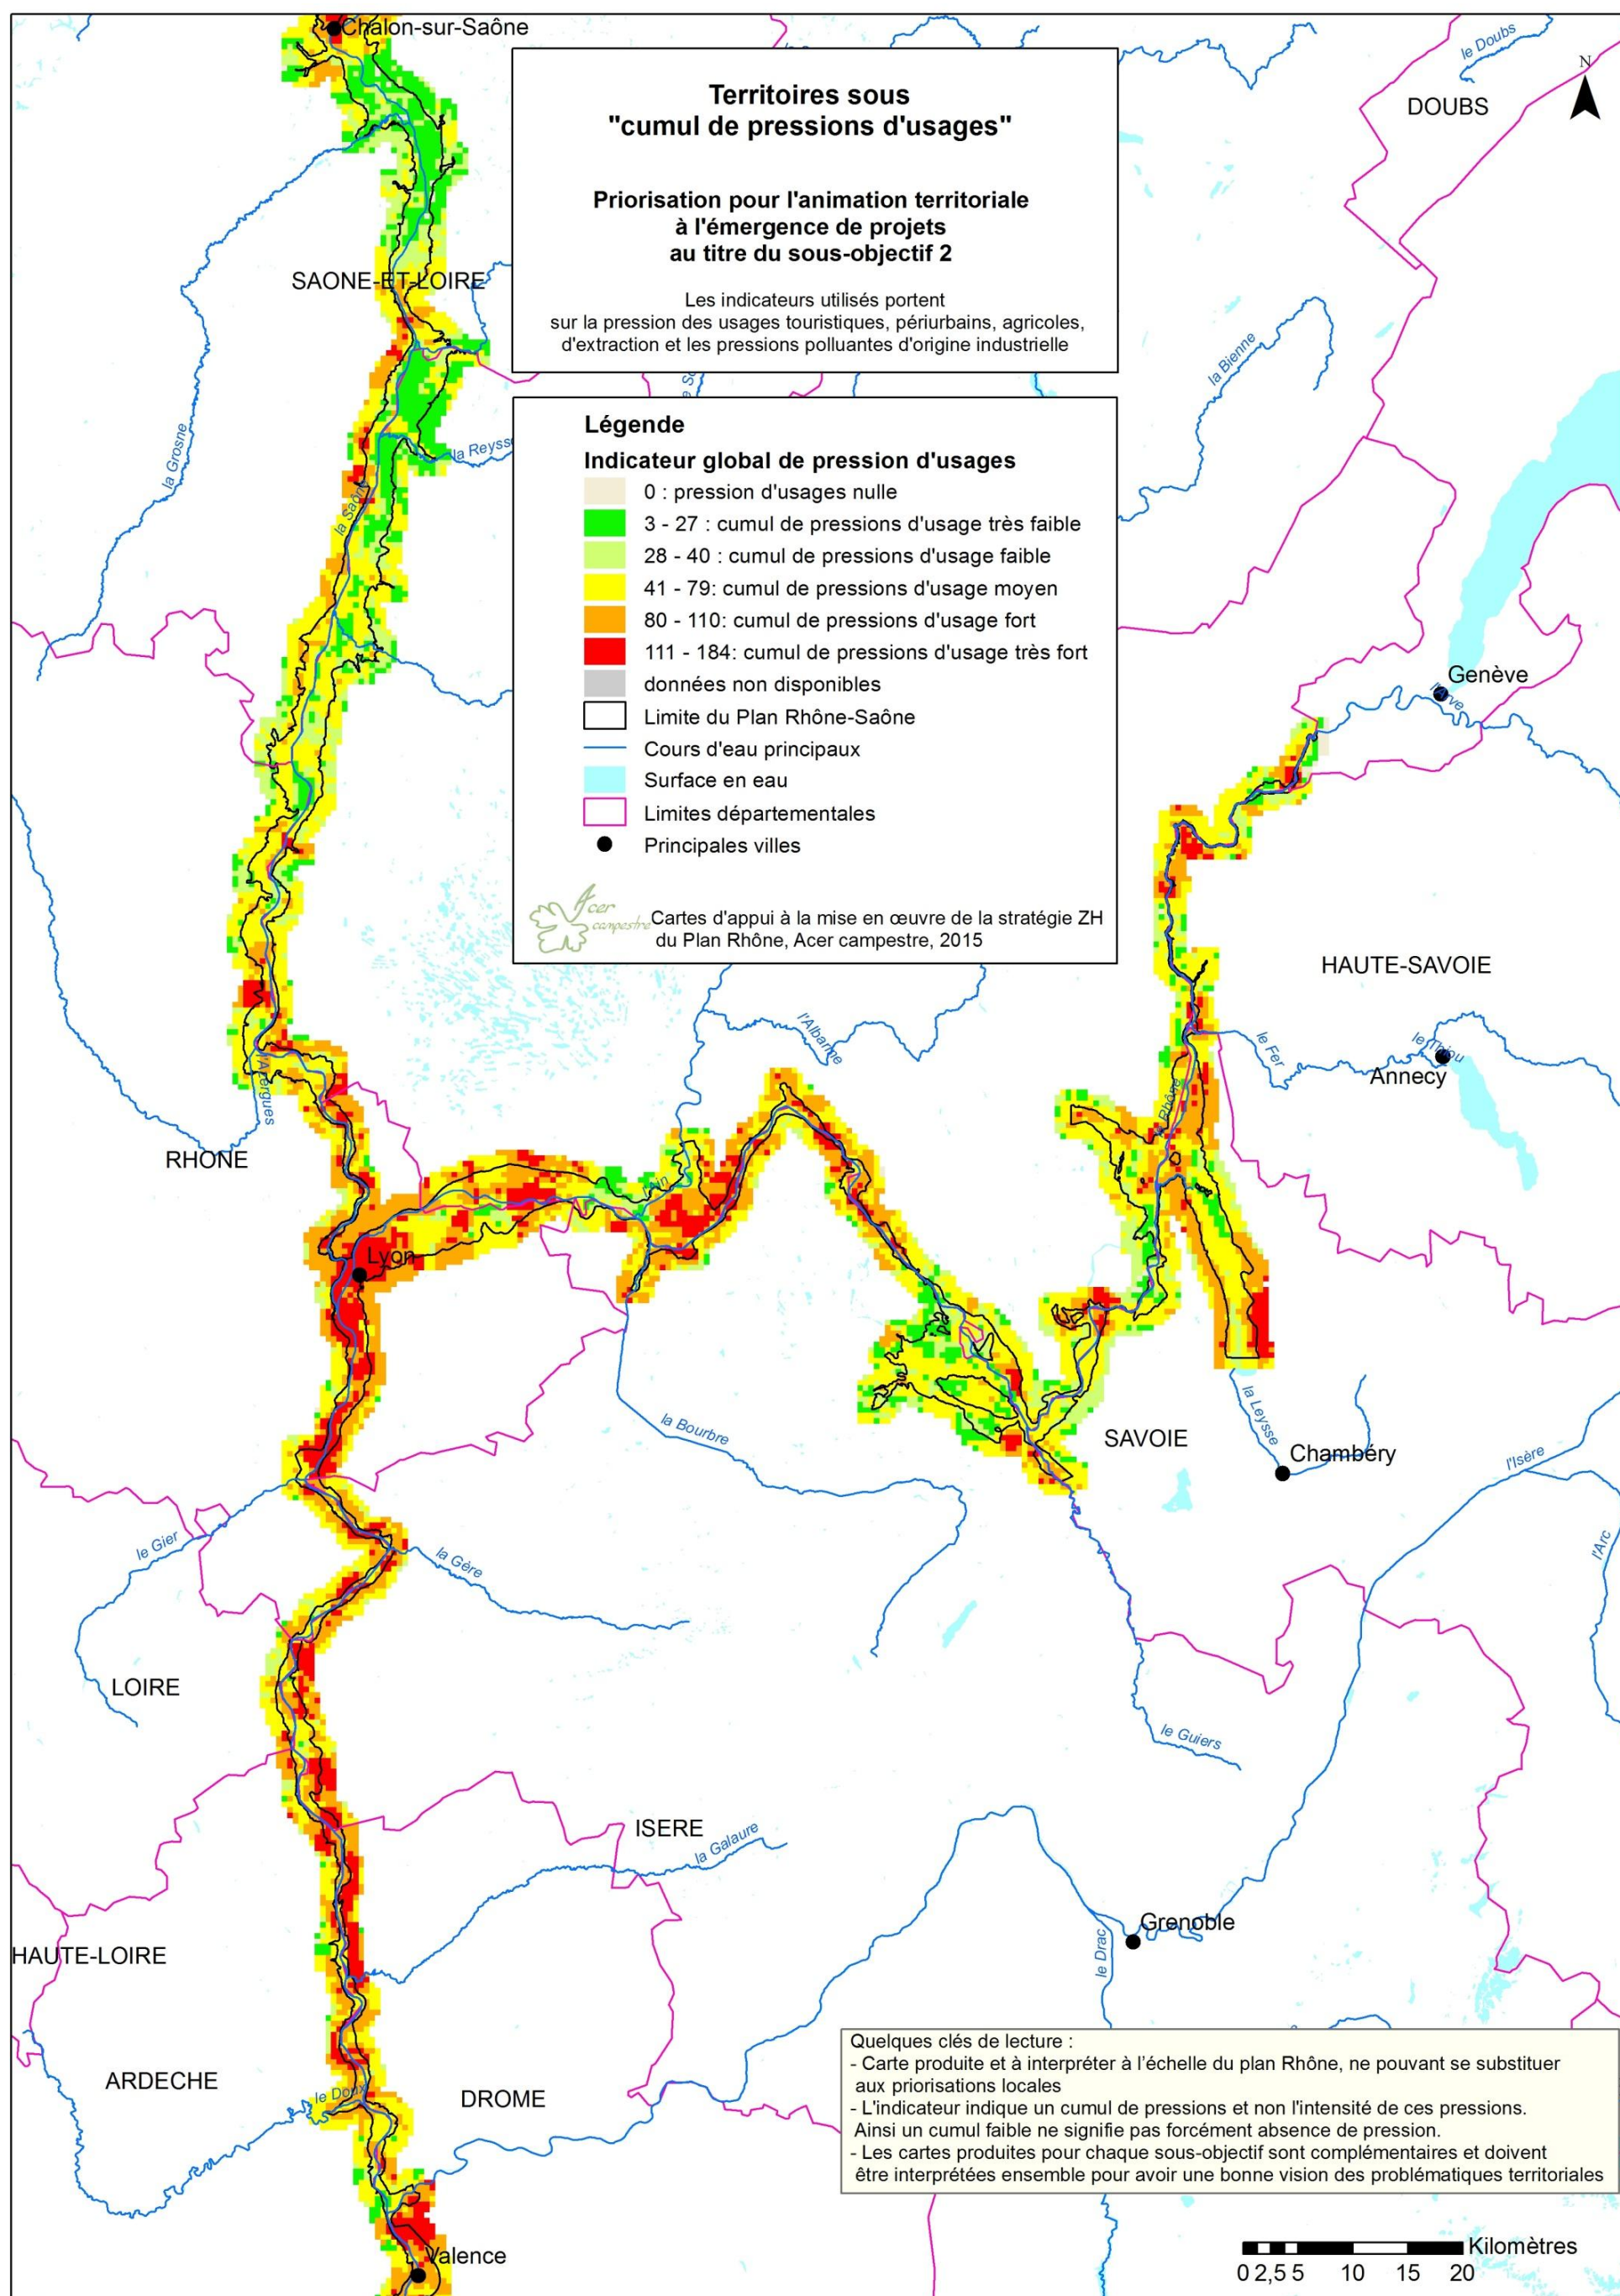 Chalon-sur-Saône
le Doubs
N
DOUBS
Territoires sous
"cumul de pressions d'usages"
Priorisation pour l'animation territoriale
à l'émergence de projets
au titre du sous-objectif 2
Les indicateurs utilisés portent
sur la pression des usages touristiques, périurbains, agricoles,
d'extraction et les pressions polluantes d'origine industrielle
SAONE-ET-LOIRE
la Bienne
la Grosne
la Reyss
la Saône
Légende
Indicateur global de pression d'usages
0 : pression d'usages nulle
3 - 27 : cumul de pressions d'usage très faible
28 - 40 : cumul de pressions d'usage faible
41 - 79: cumul de pressions d'usage moyen
80 - 110: cumul de pressions d'usage fort
111 - 184: cumul de pressions d'usage très fort
données non disponibles
Limite du Plan Rhône-Saône
Cours d'eau principaux
Surface en eau
Limites départementales
Principales villes
Acer
campestre
Cartes d'appui à la mise en œuvre de la stratégie ZH
du Plan Rhône, Acer campestre, 2015
Genève
l'Arve
HAUTE-SAVOIE
l'Albarine
le Fier
le Thiou
Annecy
l'Azergues
le Rhône
RHONE
l'Ain
Lyon
la Bourbre
la Leysse
SAVOIE
Chambéry
l'Isère
l'Arc
le Gier
la Gère
LOIRE
le Guiers
ISERE
la Galaure
Grenoble
le Drac
HAUTE-LOIRE
ARDECHE
le Doux
DROME
Quelques clés de lecture :
- Carte produite et à interpréter à l'échelle du plan Rhône, ne pouvant se substituer
aux priorisations locales
- L'indicateur indique un cumul de pressions et non l'intensité de ces pressions.
Ainsi un cumul faible ne signifie pas forcément absence de pression.
- Les cartes produites pour chaque sous-objectif sont complémentaires et doivent
être interprétées ensemble pour avoir une bonne vision des problématiques territoriales
Valence
Kilomètres
0 2,5 5 10 15 20